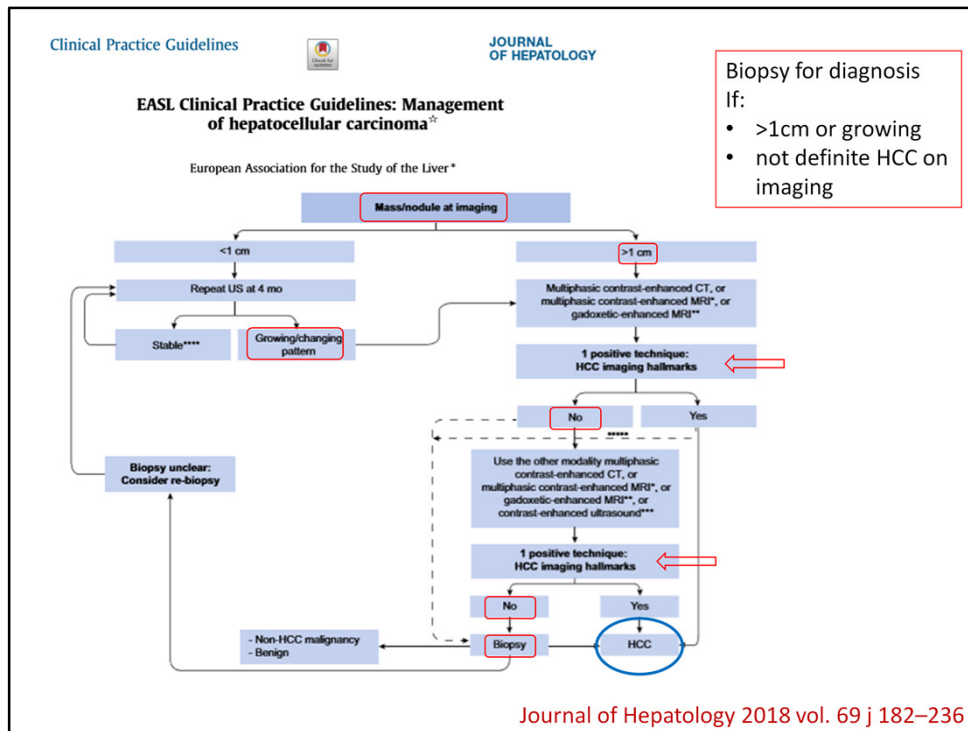 Clinical Practice Guidelines
Check for
updates
JOURNAL
OF HEPATOLOGY
Biopsy for diagnosis
If:
• >1cm or growing
• not definite HCC on
imaging
EASL Clinical Practice Guidelines: Management
of hepatocellular carcinoma☆
European Association for the Study of the Liver*
Mass/nodule at imaging
<1 cm
>1 cm
Repeat US at 4 mo
Multiphasic contrast-enhanced CT, or
multiphasic contrast-enhanced MRI*, or
gadoxetic-enhanced MRI**
Stable****
Growing/changing
pattern
1 positive technique:
HCC imaging hallmarks
No
Yes
*****
Use the other modality multiphasic
contrast-enhanced CT, or
multiphasic contrast-enhanced MRI*, or
gadoxetic-enhanced MRI**, or
contrast-enhanced ultrasound***
Biopsy unclear:
Consider re-biopsy
1 positive technique:
HCC imaging hallmarks
No
Yes
- Non-HCC malignancy
- Benign
Biopsy
HCC
Journal of Hepatology 2018 vol. 69 j 182–236